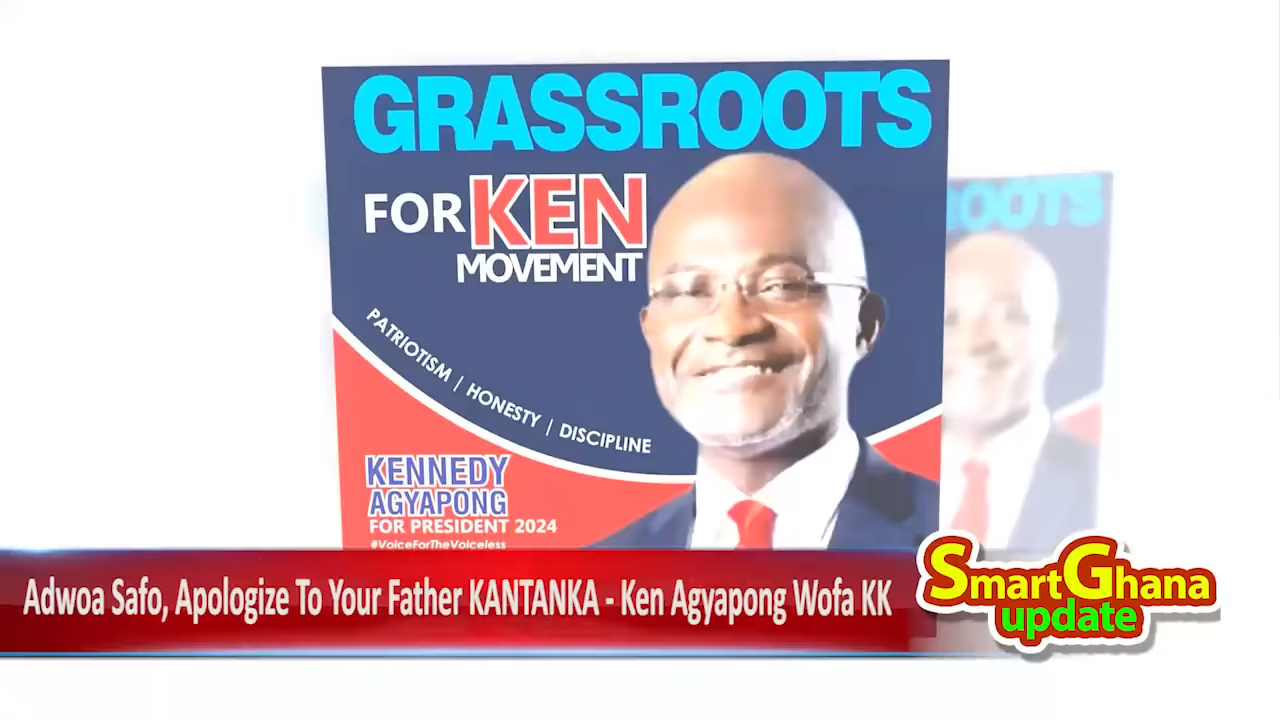 GRASSROOTS
FOR KEN
MOVEMENT
PATRIOTISM | HONESTY | DISCIPLINE
KENNEDY
AGYAPONG
FOR PRESIDENT 2024
#VoiceForTheVoiceless
ROOTS
Adwoa Safo, Apologize To Your Father KANTANKA - Ken Agyapong Wofa KK
SmartGhana
update